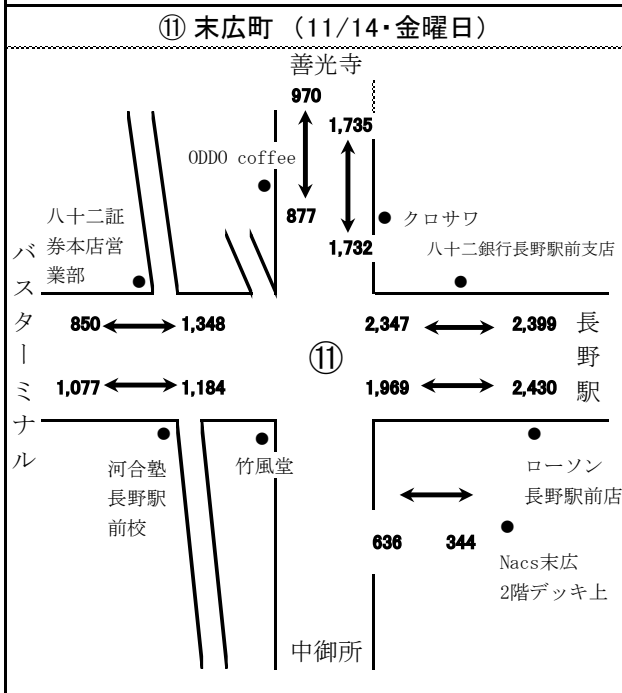 ⑪ 末広町 （11/14・金曜日）
善光寺
970
1,735
ODDO coffee
877
クロサワ
1,732
八十二証
券本店営
業部
八十二銀行長野駅前支店
バスターミナル
850
1,348
2,347
2,399
長野駅
⑪
1,077
1,184
1,969
2,430
河合塾
長野駅
前校
竹風堂
ローソン
長野駅前店
636
344
Nacs末広
2階デッキ上
中御所